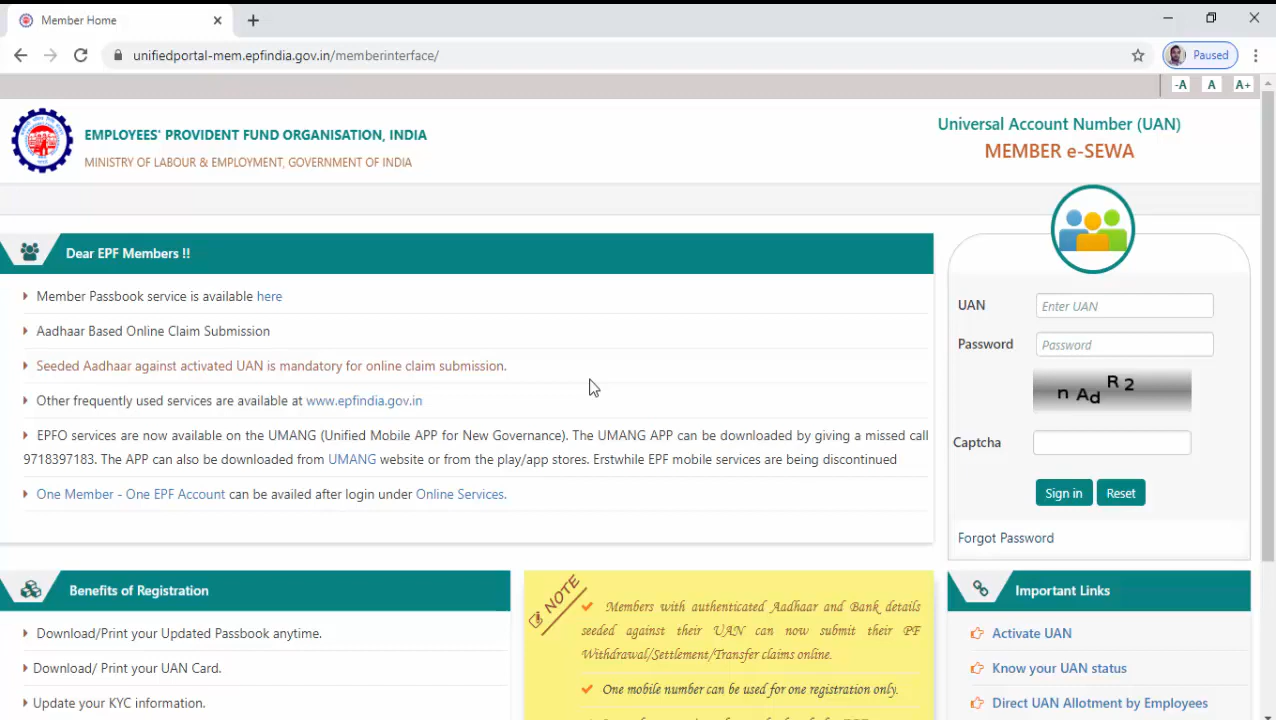 Member Home
unifiedportal-mem.epfindia.gov.in/memberinterface/
Paused
-A A A+
EMPLOYEES' PROVIDENT FUND ORGANISATION, INDIA
MINISTRY OF LABOUR & EMPLOYMENT, GOVERNMENT OF INDIA
Universal Account Number (UAN)
MEMBER e-SEWA
Dear EPF Members !!
Member Passbook service is available here
Aadhaar Based Online Claim Submission
Seeded Aadhaar against activated UAN is mandatory for online claim submission.
Other frequently used services are available at www.epfindia.gov.in
EPFO services are now available on the UMANG (Unified Mobile APP for New Governance). The UMANG APP can be downloaded by giving a missed call
9718397183. The APP can also be downloaded from UMANG website or from the play/app stores. Erstwhile EPF mobile services are being discontinued
One Member - One EPF Account can be availed after login under Online Services.
UAN Enter UAN
Password Password
n Ad R 2
Captcha
Sign in Reset
Forgot Password
Benefits of Registration
Download/Print your Updated Passbook anytime.
Download/ Print your UAN Card.
Update your KYC information.
NOTE
Members with authenticated Aadhaar and Bank details
seeded against their UAN can now submit their PF
Withdrawal/Settlement/Transfer claims online.
One mobile number can be used for one registration only.
Important Links
Activate UAN
Know your UAN status
Direct UAN Allotment by Employees